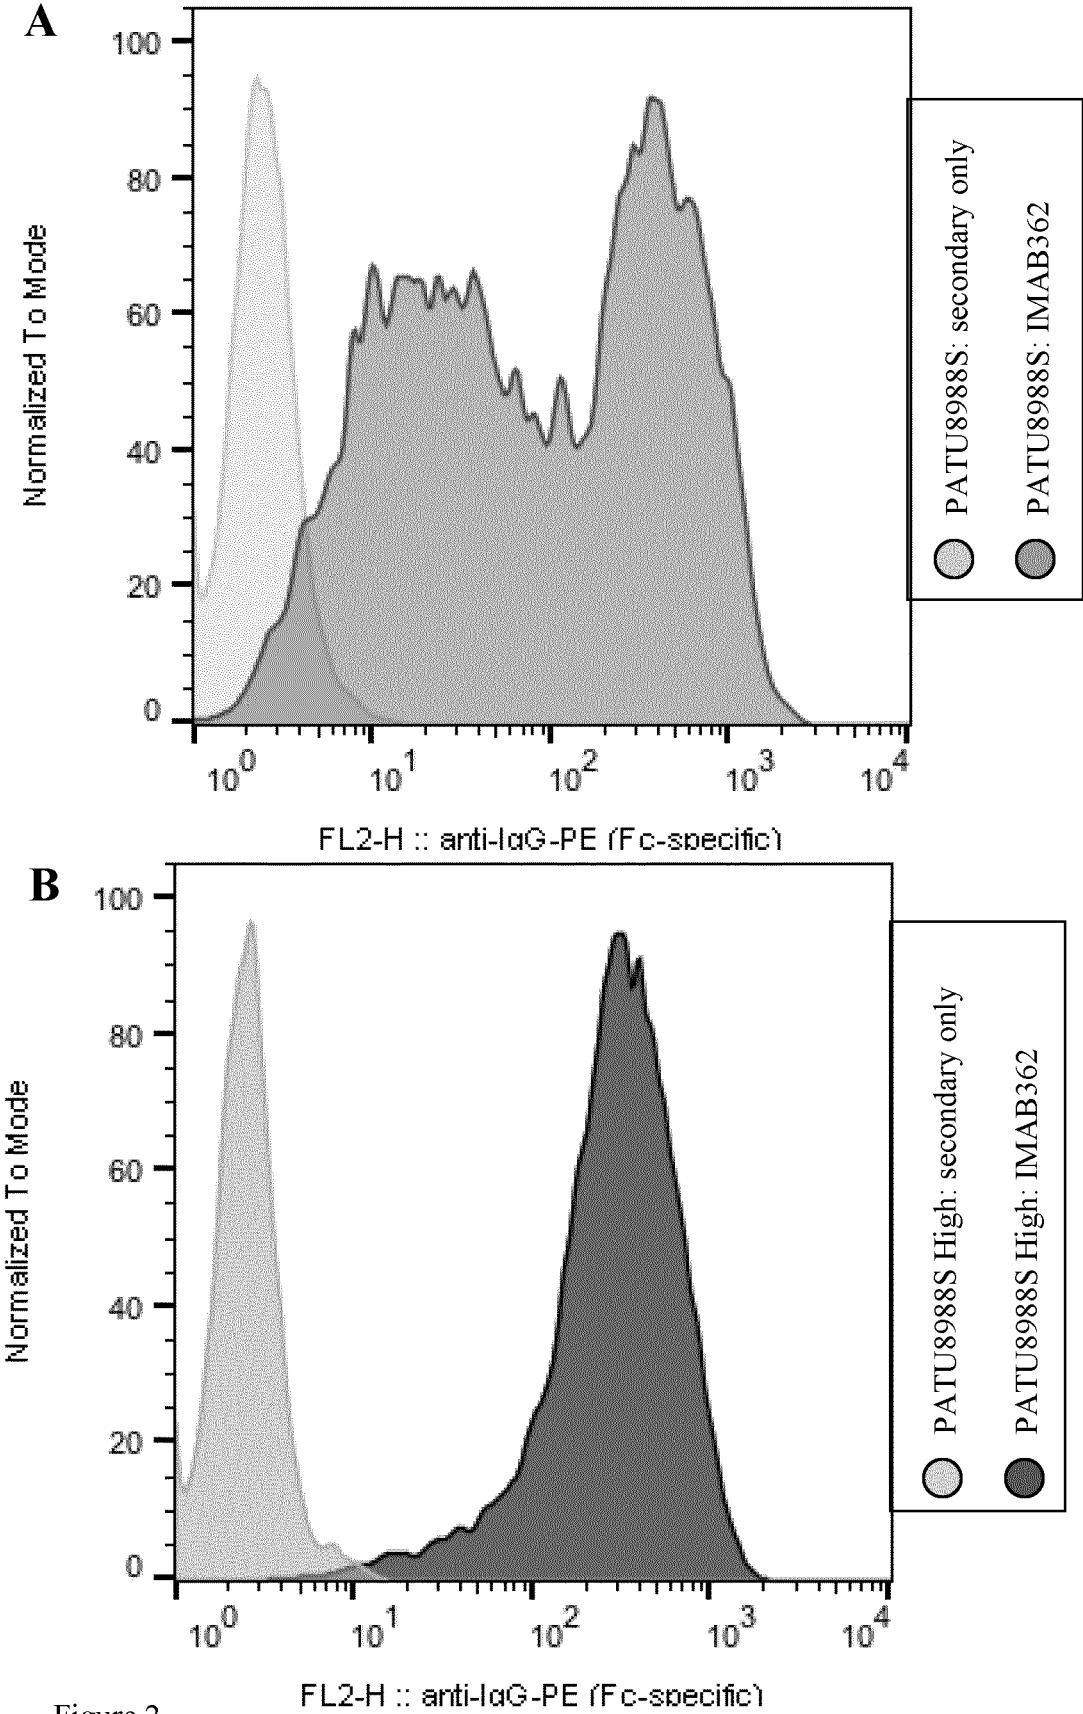 A
100
80
60
40
20
0
Normalized To Mode
10^0 10^1 10^2 10^3 10^4
FL2-H :: anti-IgG-PE (Fc-specific)
PATU8988S: secondary only
PATU8988S: IMAB362
B
100
80
60
40
20
0
Normalized To Mode
10^0 10^1 10^2 10^3 10^4
FL2-H :: anti-IgG-PE (Fc-specific)
PATU8988S High: secondary only
PATU8988S High: IMAB362
Figure 2